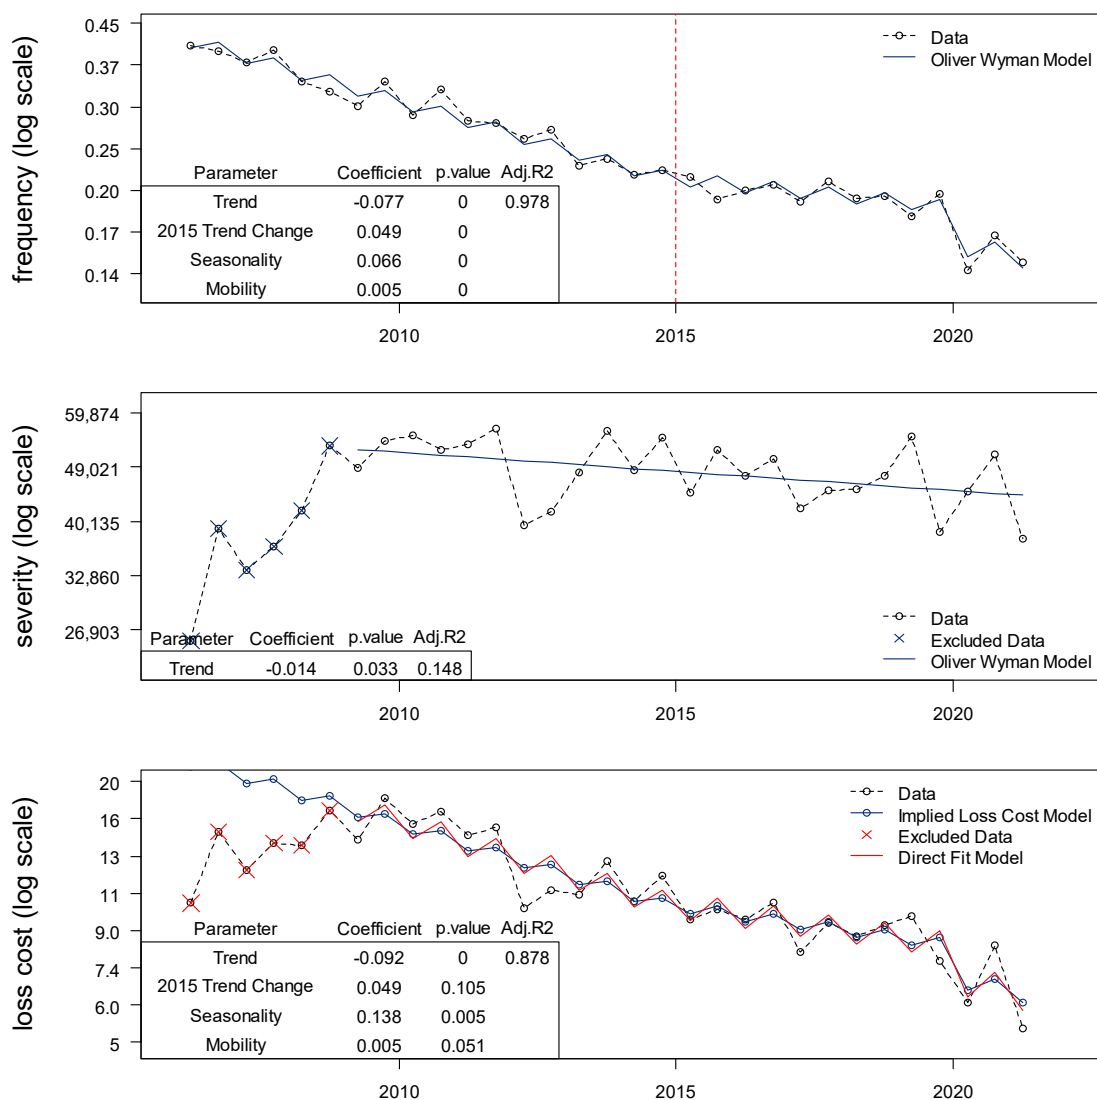 frequency (log scale)
0.45
0.37
0.30
0.25
0.20
0.17
0.14
Data
Oliver Wyman Model
Parameter Coefficient p.value Adj.R2
Trend -0.077 0 0.978
2015 Trend Change 0.049 0
Seasonality 0.066 0
Mobility 0.005 0
2010 2015 2020
severity (log scale)
59,874
49,021
40,135
32,860
26,903
Data
Excluded Data
Oliver Wyman Model
Parameter Coefficient p.value Adj.R2
Trend -0.014 0.033 0.148
2010 2015 2020
loss cost (log scale)
20
16
13
11
9.0
7.4
6.0
5
Data
Implied Loss Cost Model
Excluded Data
Direct Fit Model
Parameter Coefficient p.value Adj.R2
Trend -0.092 0 0.878
2015 Trend Change 0.049 0.105
Seasonality 0.138 0.005
Mobility 0.005 0.051
2010 2015 2020